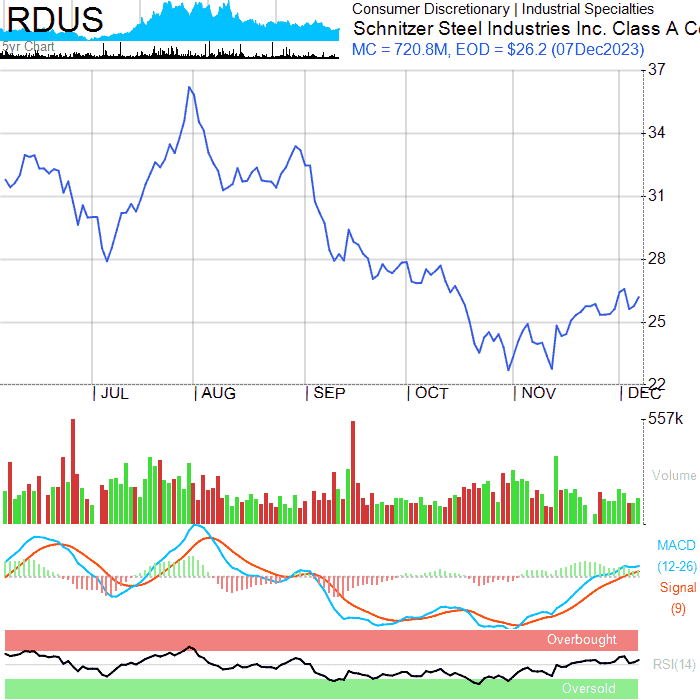 RDUS
5yr Chart
Consumer Discretionary | Industrial Specialties
Schnitzer Steel Industries Inc. Class A Co
MC = 720.8M, EOD = $26.2 (07Dec2023)
37
34
31
28
25
22
JUL
AUG
SEP
OCT
NOV
DEC
557k
Volume
MACD
(12-26)
Signal
(9)
Overbought
RSI(14)
Oversold